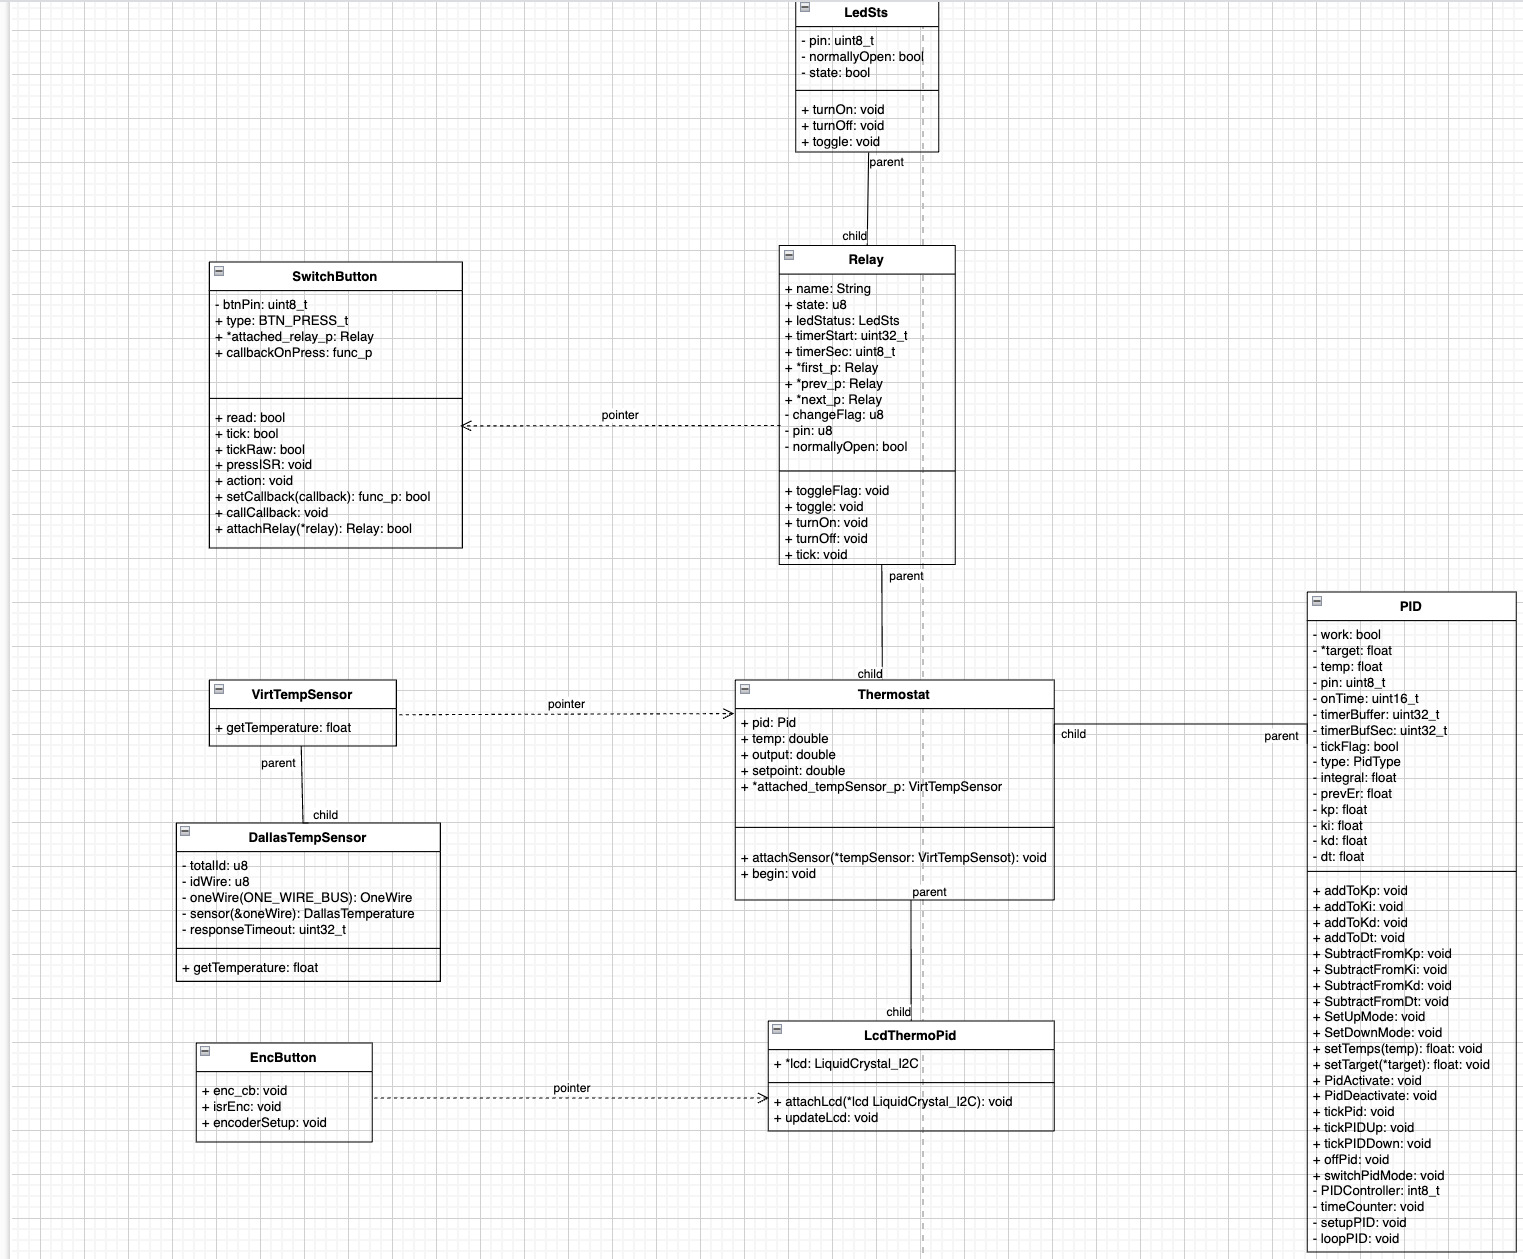 LedSts
- pin: uint8_t
- normallyOpen: bool
- state: bool
+ turnOn: void
+ turnOff: void
+ toggle: void
parent
child
Relay
+ name: String
+ state: u8
+ ledStatus: LedSts
+ timerStart: uint32_t
+ timerSec: uint8_t
+ *first_p: Relay
+ *prev_p: Relay
+ *next_p: Relay
- changeFlag: u8
- pin: u8
- normallyOpen: bool
+ toggleFlag: void
+ toggle: void
+ turnOn: void
+ turnOff: void
+ tick: void
SwitchButton
- btnPin: uint8_t
+ type: BTN_PRESS_t
+ *attached_relay_p: Relay
+ callbackOnPress: func_p
+ read: bool
+ tick: bool
+ tickRaw: bool
+ pressISR: void
+ action: void
+ setCallback(callback): func_p: bool
+ callCallback: void
+ attachRelay(*relay): Relay: bool
pointer
parent
child
VirtTempSensor
+ getTemperature: float
pointer
Thermostat
+ pid: Pid
+ temp: double
+ output: double
+ setpoint: double
+ *attached_tempSensor_p: VirtTempSensor
+ attachSensor(*tempSensor: VirtTempSensot): void
+ begin: void
child
parent
PID
- work: bool
- *target: float
- temp: float
- pin: uint8_t
- onTime: uint16_t
- timerBuffer: uint32_t
- timerBufSec: uint32_t
- tickFlag: bool
- type: PidType
- integral: float
- prevEr: float
- kp: float
- ki: float
- kd: float
- dt: float
+ addToKp: void
+ addToKi: void
+ addToKd: void
+ addToDt: void
+ SubtractFromKp: void
+ SubtractFromKi: void
+ SubtractFromKd: void
+ SubtractFromDt: void
+ SetUpMode: void
+ SetDownMode: void
+ setTemps(temp): float: void
+ setTarget(*target): float: void
+ PidActivate: void
+ PidDeactivate: void
+ tickPid: void
+ tickPIDUp: void
+ tickPIDDown: void
+ offPid: void
+ switchPidMode: void
- PIDController: int8_t
- timeCounter: void
- setupPID: void
- loopPID: void
parent
child
DallasTempSensor
- totalId: u8
- idWire: u8
- oneWire(ONE_WIRE_BUS): OneWire
- sensor(&oneWire): DallasTemperature
- responseTimeout: uint32_t
+ getTemperature: float
parent
child
EncButton
+ enc_cb: void
+ isrEnc: void
+ encoderSetup: void
pointer
LcdThermoPid
+ *lcd: LiquidCrystal_I2C
+ attachLcd(*lcd LiquidCrystal_I2C): void
+ updateLcd: void